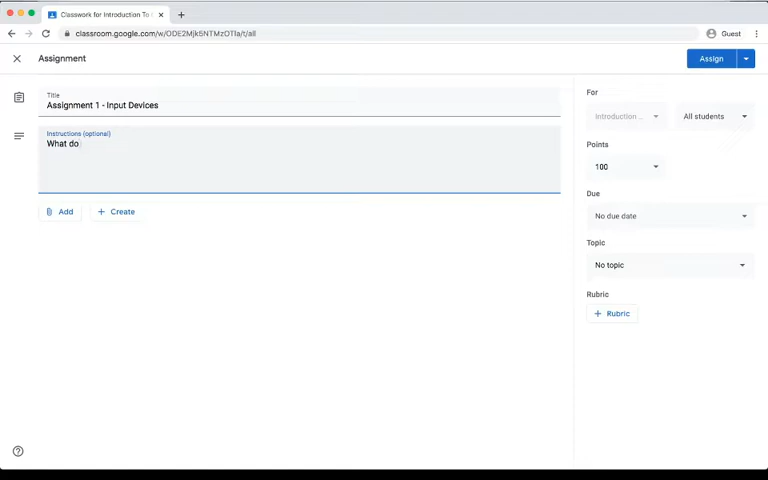 Classwork for Introduction To
classroom.google.com/w/ODE2Mjk5NTMzOTla/t/all
Guest
Assignment
Assign
Title
Assignment 1 - Input Devices
Instructions (optional)
What do
Add
Create
For
Introduction ...
All students
Points
100
Due
No due date
Topic
No topic
Rubric
Rubric